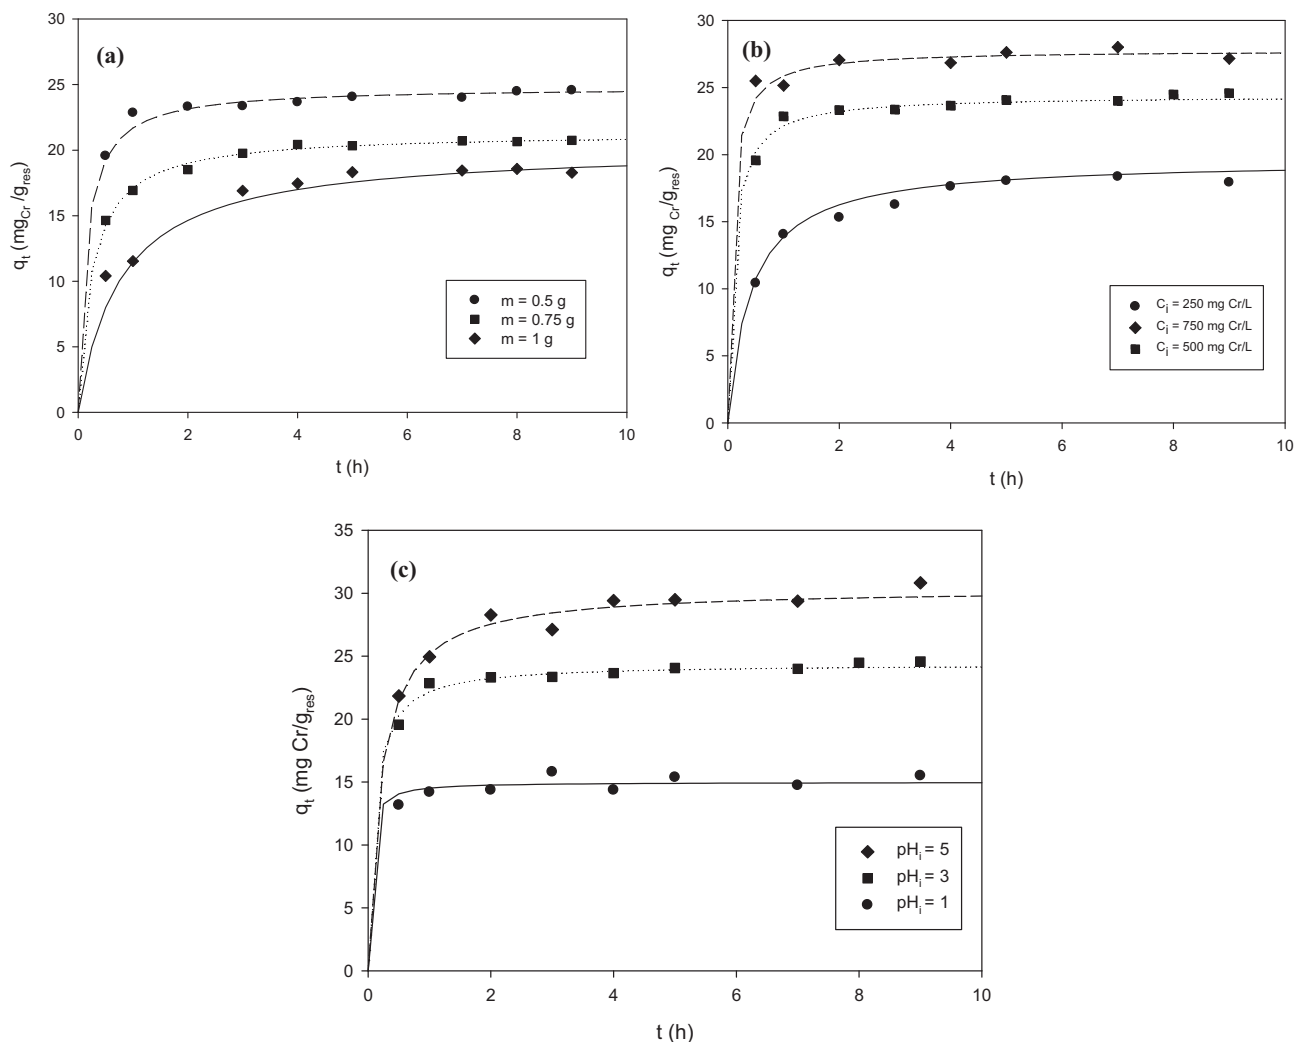 (a)
30
25
20
15
10
5
0
q_t (mg_Cr /g_res)
m = 0.5 g
m = 0.75 g
m = 1 g
0 2 4 6 8 10
t (h)
(b)
30
25
20
15
10
5
0
q_t (mg _Cr/g_res)
C_i = 250 mg Cr/L
C_i = 750 mg Cr/L
C_i = 500 mg Cr/L
0 2 4 6 8 10
t (h)
(c)
35
30
25
20
15
10
5
0
q_t (mg Cr/g_res)
pH_i = 5
pH_i = 3
pH_i = 1
0 2 4 6 8 10
t (h)